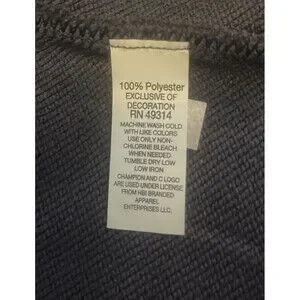 100% Polyester
EXCLUSIVE OF
DECORATION
RN 49314
MACHINE WASH COLD
WITH LIKE COLORS
USE ONLY NON-
CHLORINE BLEACH
WHEN NEEDED
TUMBLE DRY LOW
LOW IRON
CHAMPION AND C LOGO
ARE USED UNDER LICENSE
FROM HBI BRANDED
APPAREL
ENTERPRISES LLC.